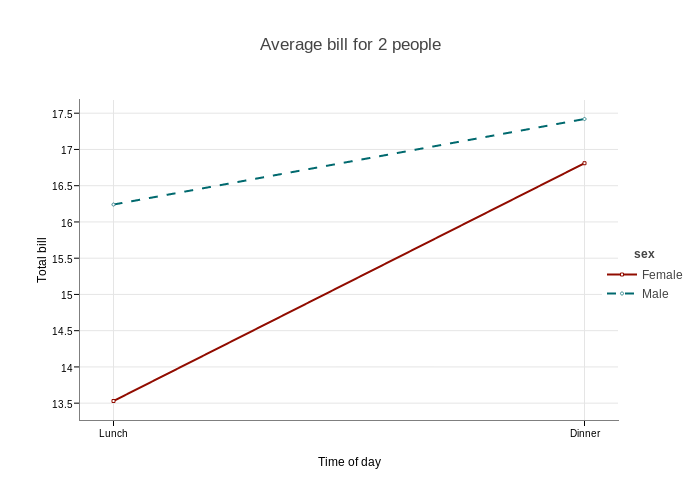 Average bill for 2 people
17.5
17
16.5
16
15.5
15
14.5
14
13.5
Total bill
Lunch
Dinner
Time of day
sex
Female
Male